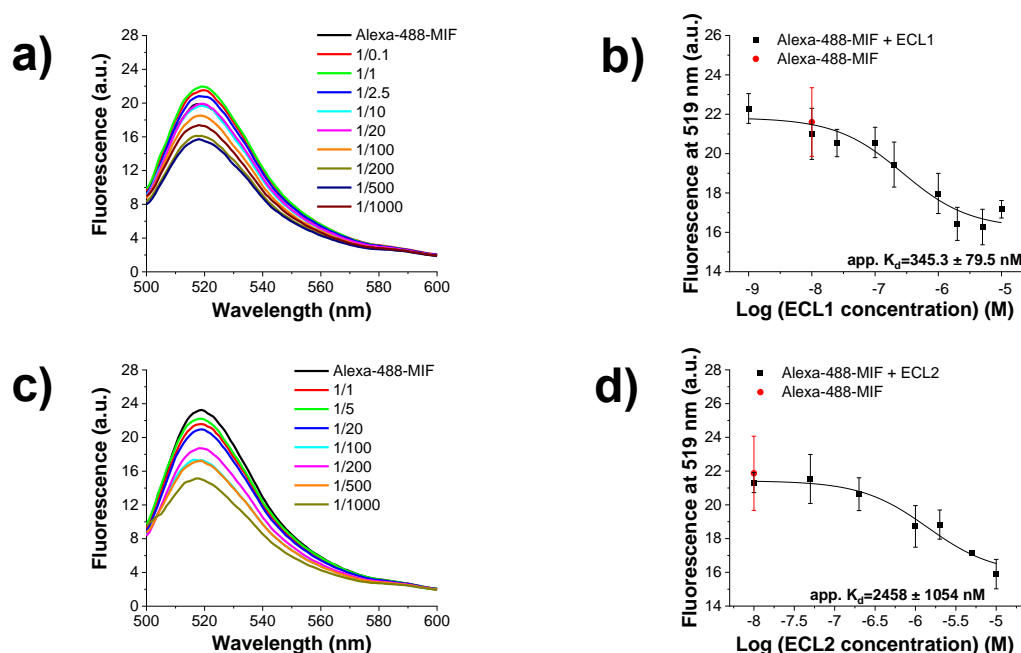 a)
Fluorescence (a.u.)
28
24
20
16
12
8
4
0
500 520 540 560 580 600
Wavelength (nm)
Alexa-488-MIF
1/0.1
1/1
1/2.5
1/10
1/20
1/100
1/200
1/500
1/1000
b)
Fluorescence at 519 nm (a.u.)
26
24
22
20
18
16
14
-9 -8 -7 -6 -5
Log (ECL1 concentration) (M)
Alexa-488-MIF + ECL1
Alexa-488-MIF
app. Kd=345.3 ± 79.5 nM
c)
Fluorescence (a.u.)
28
24
20
16
12
8
4
0
500 520 540 560 580 600
Wavelength (nm)
Alexa-488-MIF
1/1
1/5
1/20
1/100
1/200
1/500
1/1000
d)
Fluorescence at 519 nm (a.u.)
28
26
24
22
20
18
16
14
-8 -7.5 -7 -6.5 -6 -5.5 -5
Log (ECL2 concentration) (M)
Alexa-488-MIF + ECL2
Alexa-488-MIF
app. Kd=2458 ± 1054 nM